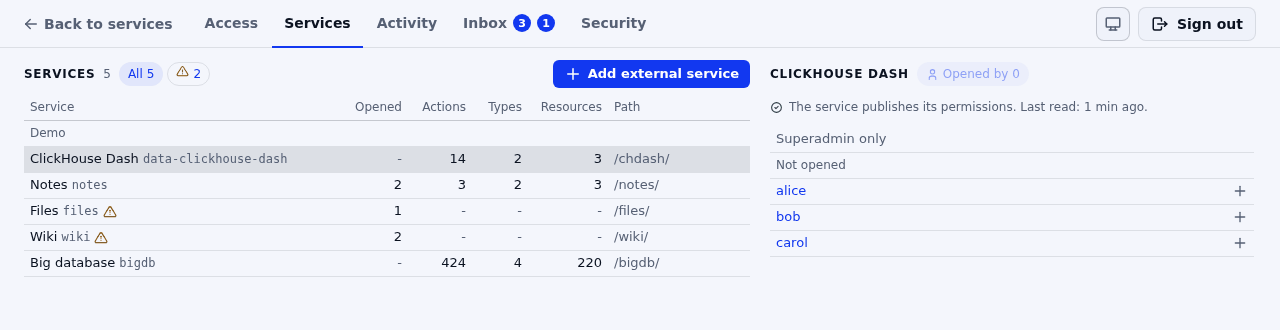 Back to services Access Services Activity Inbox 3 1 Security Sign out
SERVICES 5 All 5 2 Add external service
Service Opened Actions Types Resources Path
Demo
ClickHouse Dash data-clickhouse-dash - 14 2 3 /chdash/
Notes notes 2 3 2 3 /notes/
Files files 1 - - - /files/
Wiki wiki 2 - - - /wiki/
Big database bigdb - 424 4 220 /bigdb/
CLICKHOUSE DASH Opened by 0
The service publishes its permissions. Last read: 1 min ago.
Superadmin only
Not opened
alice
bob
carol